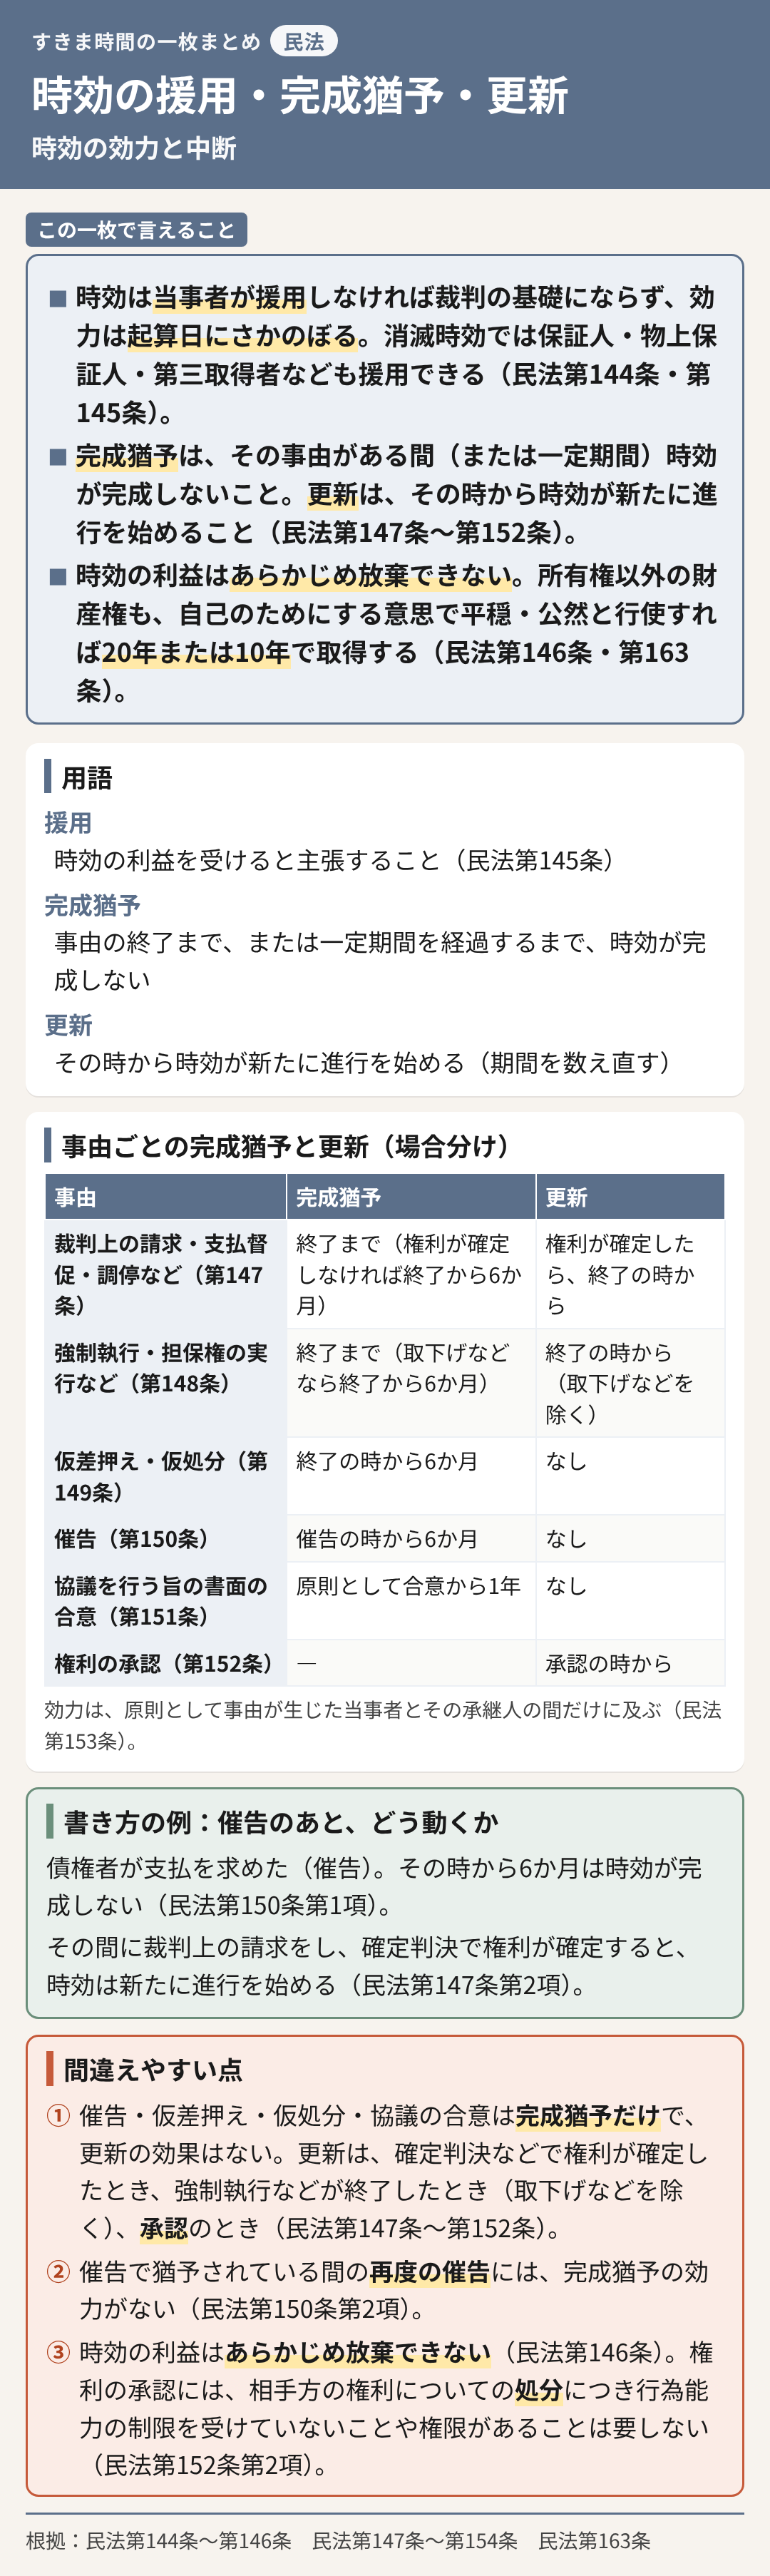 すきま時間の一枚まとめ 民法
時効の援用・完成猶予・更新
時効の効力と中断
この一枚で言えること
■ 時効は当事者が援用しなければ裁判の基礎にならず、効
力は起算日にさかのぼる。消滅時効では保証人・物上保
証人・第三取得者なども援用できる（民法第144条・第
145条）。
■ 完成猶予は、その事由がある間（または一定期間）時効
が完成しないこと。更新は、その時から時効が新たに進
行を始めること（民法第147条〜第152条）。
■ 時効の利益はあらかじめ放棄できない。所有権以外の財
産権も、自己のためにする意思で平穏・公然と行使すれ
ば20年または10年で取得する（民法第146条・第163
条）。
用語
援用
時効の利益を受けると主張すること（民法第145条）
完成猶予
事由の終了まで、または一定期間を経過するまで、時効が完
成しない
更新
その時から時効が新たに進行を始める（期間を数え直す）
事由ごとの完成猶予と更新（場合分け）
事由 完成猶予 更新
裁判上の請求・支払督 終了まで（権利が確定 権利が確定した
促・調停など（第147 しなければ終了から6か ら、終了の時か
条） 月） ら
強制執行・担保権の実 終了まで（取下げなど 終了の時から
行など（第148条） なら終了から6か月） （取下げなどを
除く）
仮差押え・仮処分（第 終了の時から6か月 なし
149条）
催告（第150条） 催告の時から6か月 なし
協議を行う旨の書面の 原則として合意から1年 なし
合意（第151条）
権利の承認（第152条） — 承認の時から
効力は、原則として事由が生じた当事者とその承継人の間だけに及ぶ（民法
第153条）。
書き方の例：催告のあと、どう動くか
債権者が支払を求めた（催告）。その時から6か月は時効が完
成しない（民法第150条第1項）。
その間に裁判上の請求をし、確定判決で権利が確定すると、
時効は新たに進行を始める（民法第147条第2項）。
間違えやすい点
① 催告・仮差押え・仮処分・協議の合意は完成猶予だけで、
更新の効果はない。更新は、確定判決などで権利が確定し
たとき、強制執行などが終了したとき（取下げなどを除
く）、承認のとき（民法第147条〜第152条）。
② 催告で猶予されている間の再度の催告には、完成猶予の効
力がない（民法第150条第2項）。
③ 時効の利益はあらかじめ放棄できない（民法第146条）。権
利の承認には、相手方の権利についての処分につき行為能
力の制限を受けていないことや権限があることは要しない
（民法第152条第2項）。
根拠：民法第144条〜第146条 民法第147条〜第154条 民法第163条